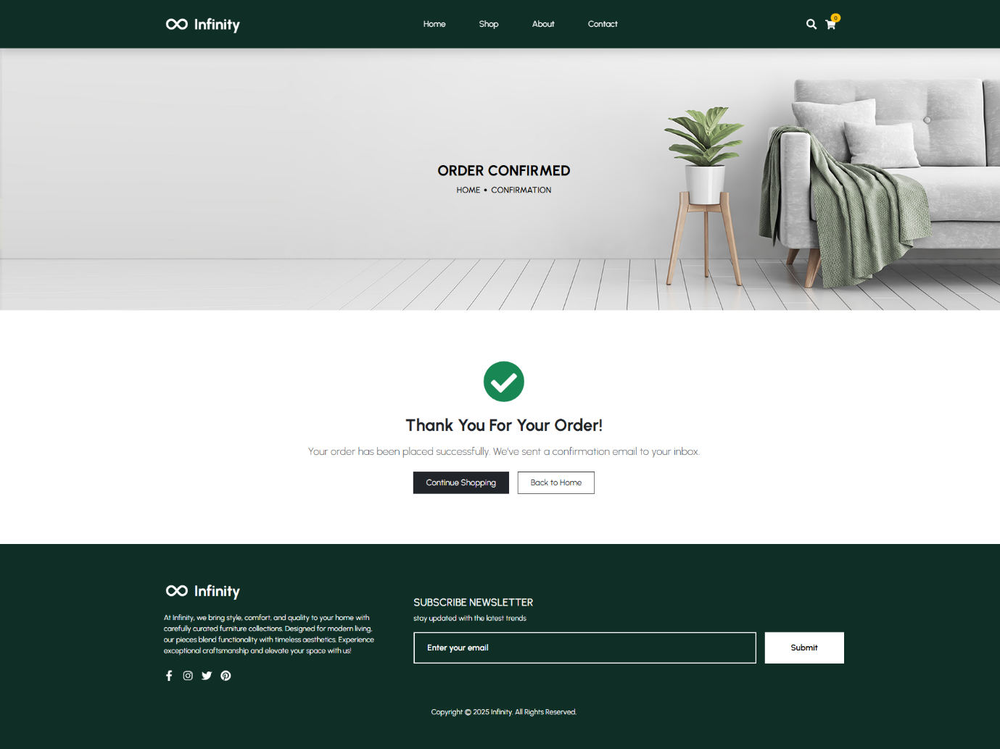 Infinity
Home
Shop
About
Contact
0
ORDER CONFIRMED
HOME • CONFIRMATION
Thank You For Your Order!
Your order has been placed successfully. We've sent a confirmation email to your inbox.
Continue Shopping
Back to Home
Infinity
At Infinity, we bring style, comfort, and quality to your home with
carefully curated furniture collections. Designed for modern living,
our pieces blend functionality with timeless aesthetics. Experience
exceptional craftsmanship and elevate your space with us!
SUBSCRIBE NEWSLETTER
stay updated with the latest trends
Enter your email
Submit
Copyright © 2025 Infinity. All Rights Reserved.